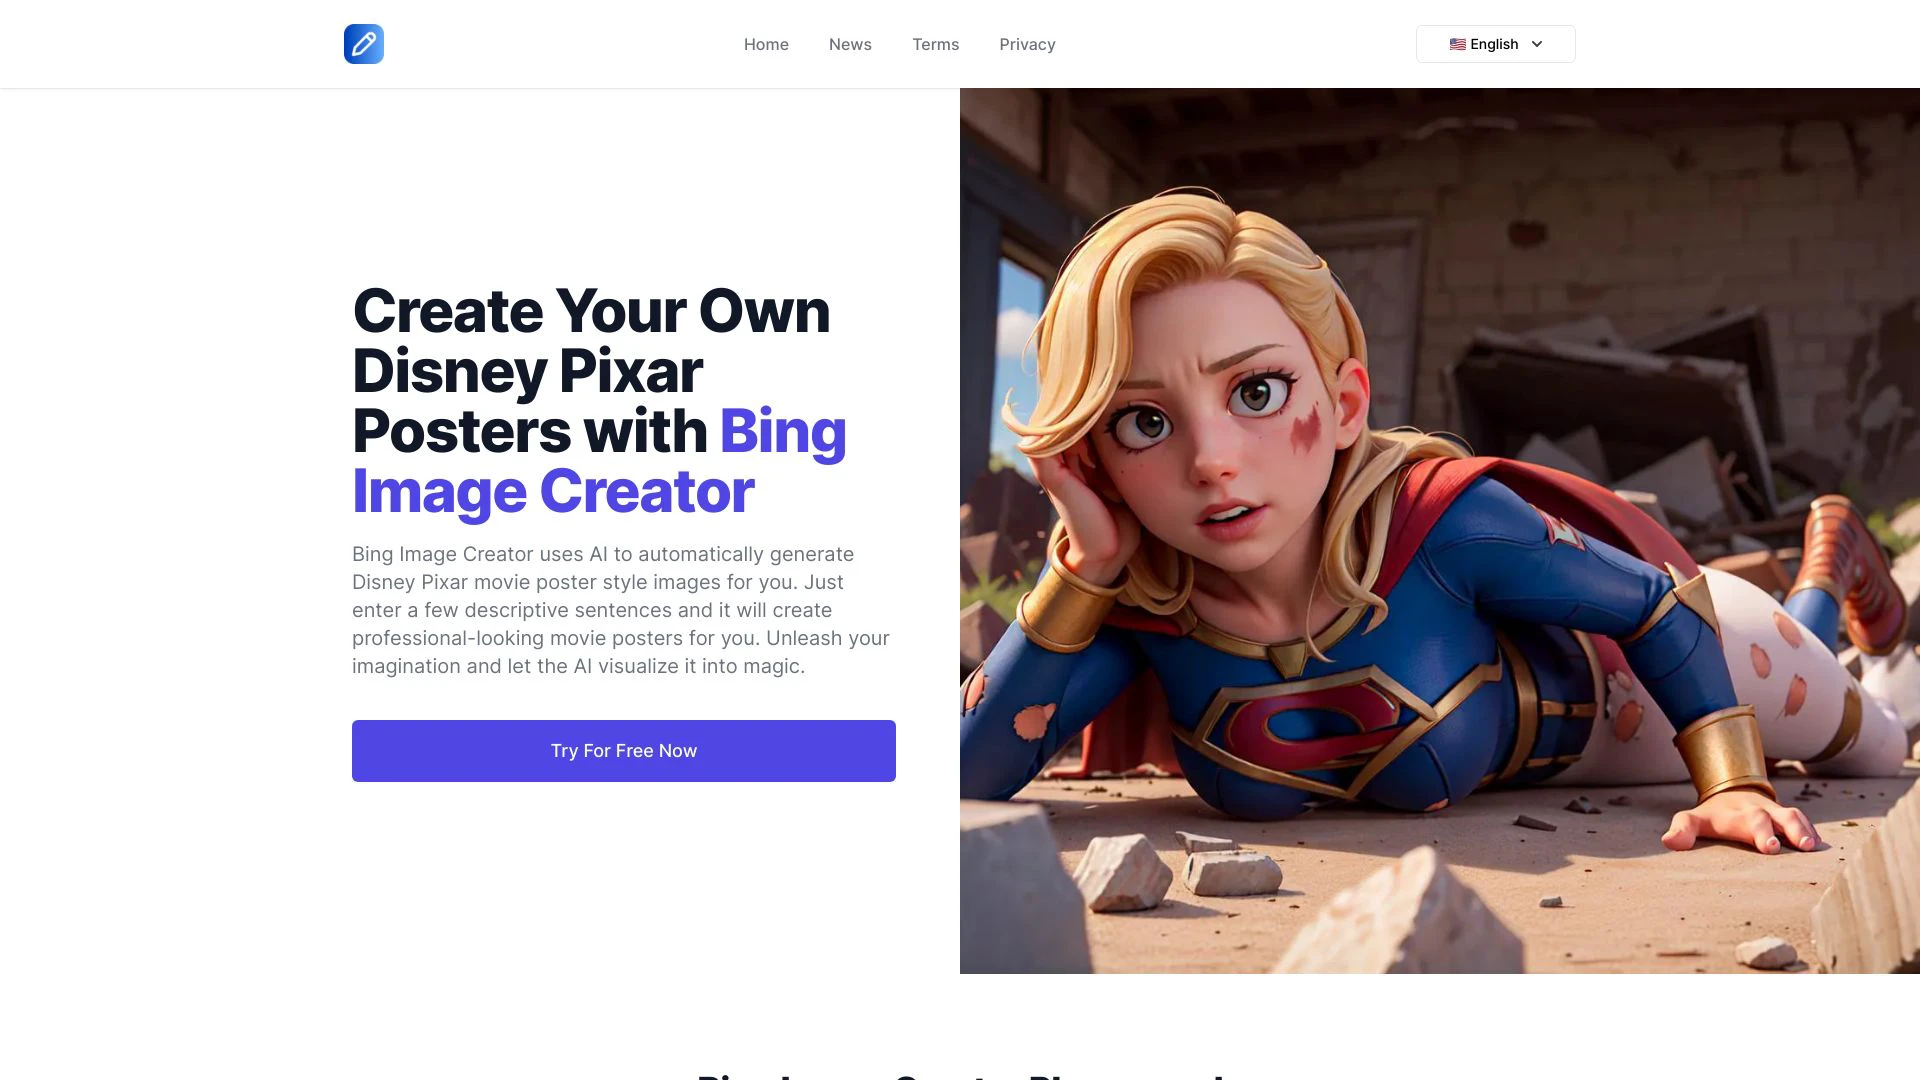 Home
News
Terms
Privacy
English
Create Your Own
Disney Pixar
Posters with Bing
Image Creator
Bing Image Creator uses AI to automatically generate
Disney Pixar movie poster style images for you. Just
enter a few descriptive sentences and it will create
professional-looking movie posters for you. Unleash your
imagination and let the AI visualize it into magic.
Try For Free Now